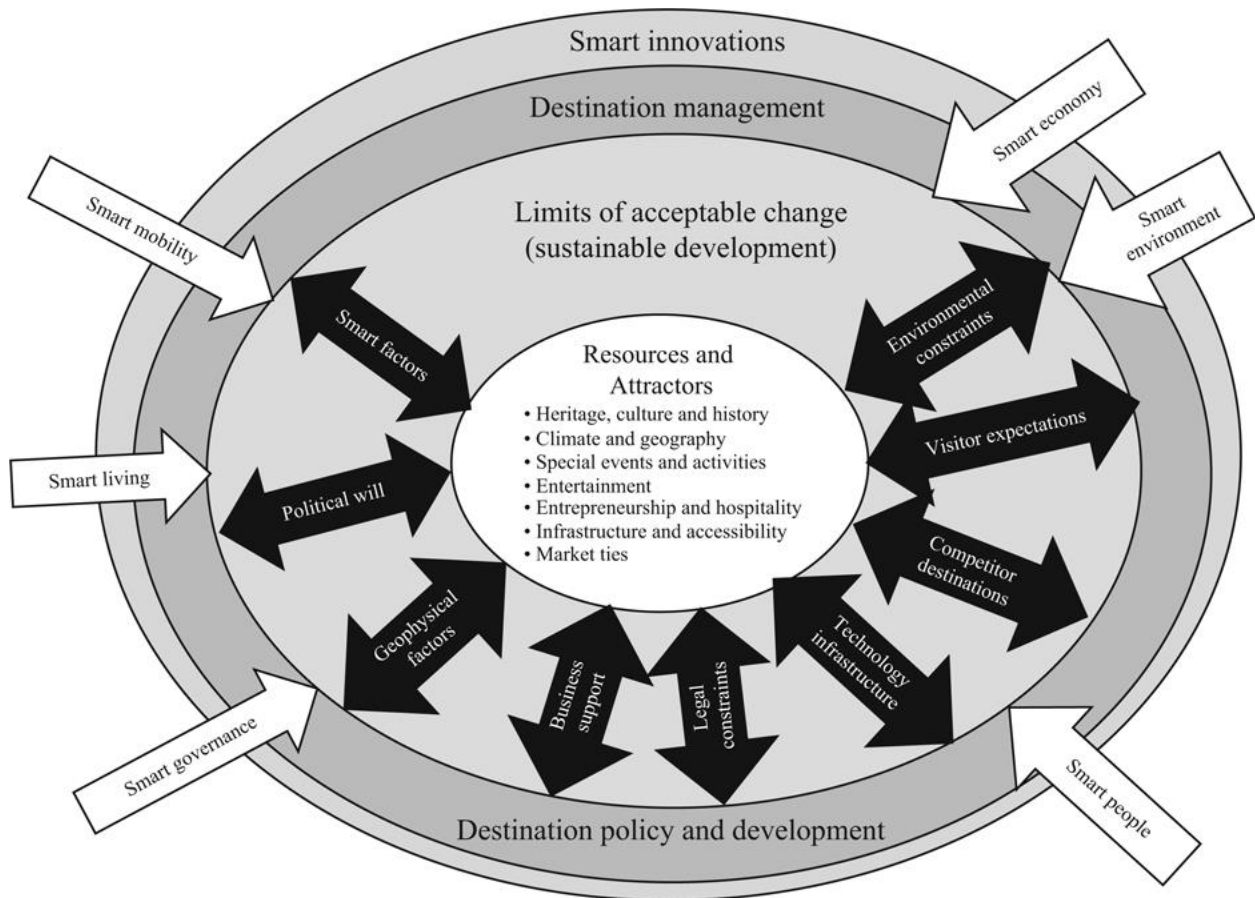 Smart innovations
Destination management
Smart economy
Smart
environment
Smart mobility
Limits of acceptable change
(sustainable development)
Smart factors
Environmental
constraints
Resources and
Attractors
• Heritage, culture and history
• Climate and geography
• Special events and activities
• Entertainment
• Entrepreneurship and hospitality
• Infrastructure and accessibility
• Market ties
Visitor expectations
Smart living
Political will
Competitor
destinations
Geophysical
factors
Business
support
Legal
constraints
Technology
infrastructure
Smart governance
Smart people
Destination policy and development